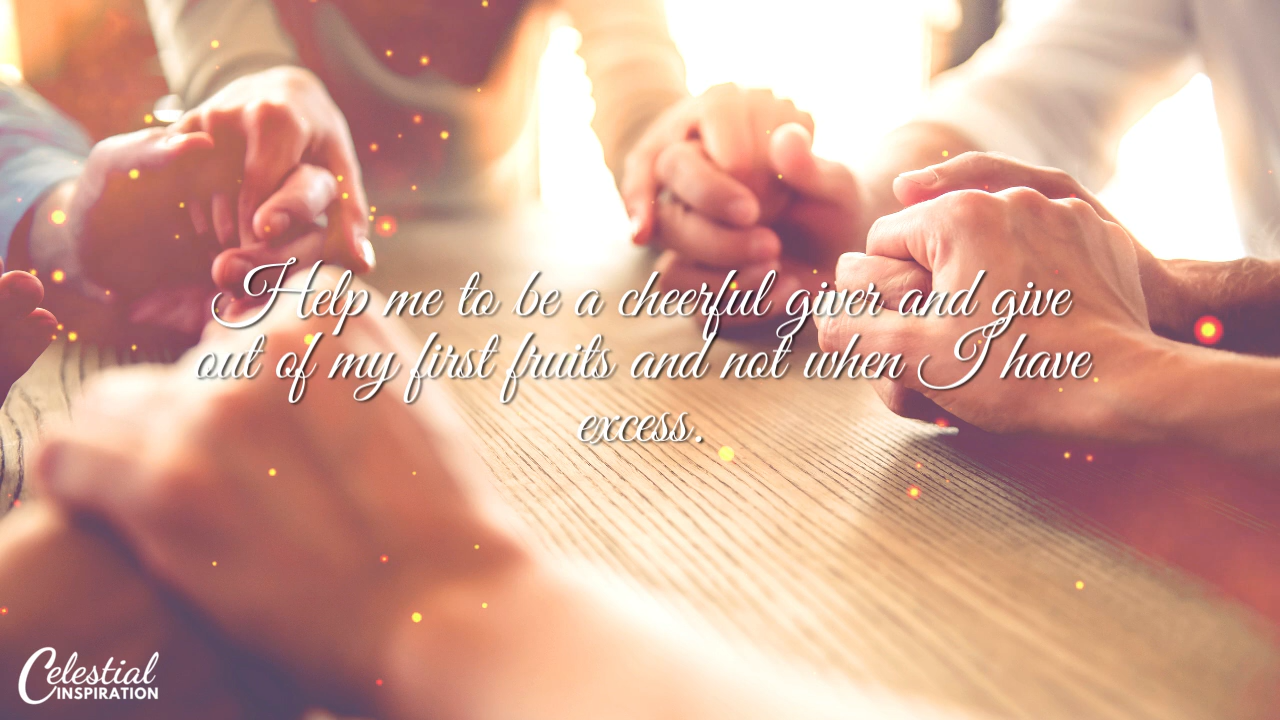 Help me to be a cheerful giver and give
out of my first fruits and not when I have
excess.
Celestial
INSPIRATION